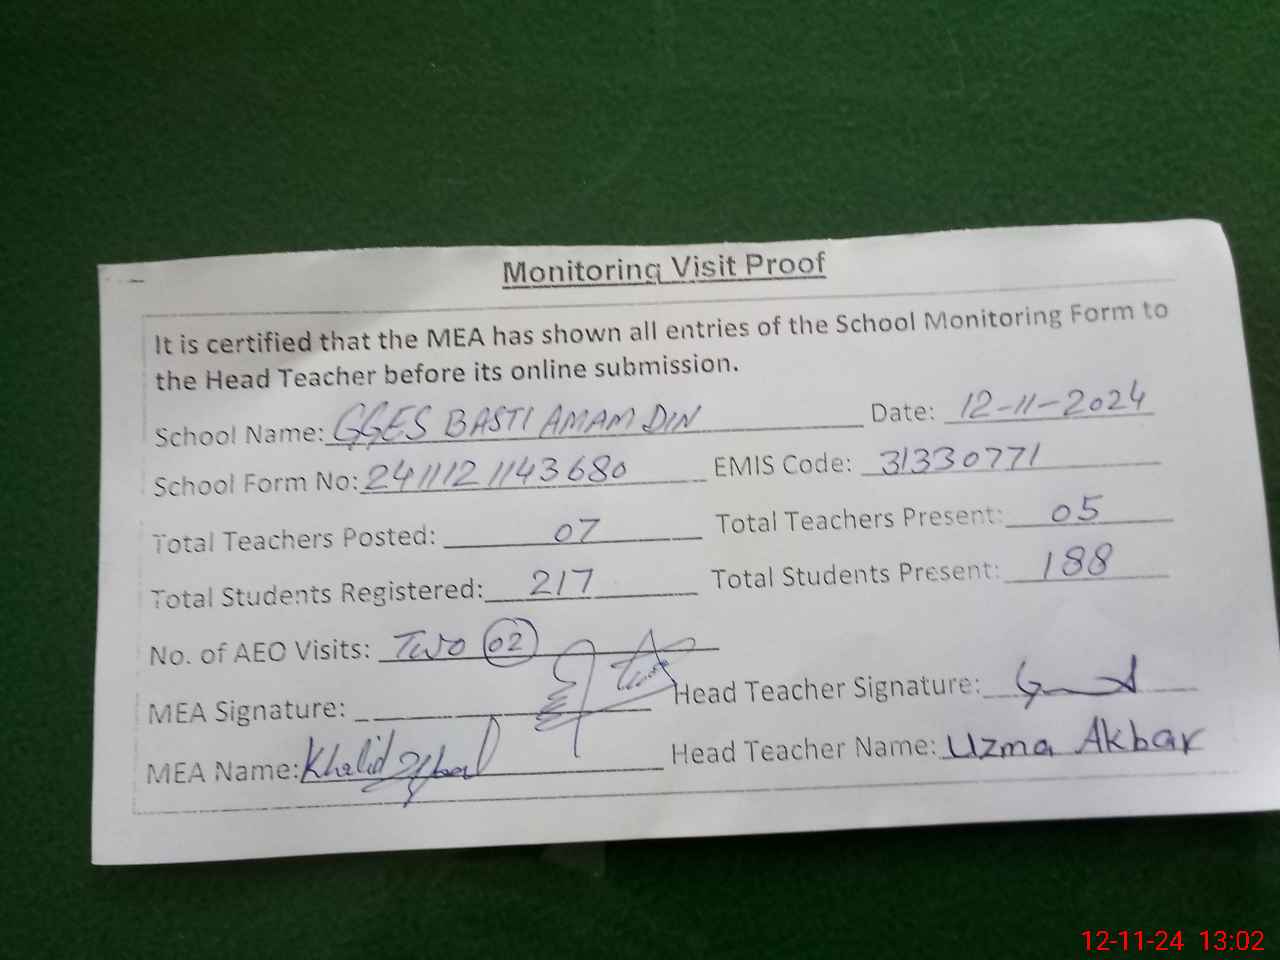 Monitoring Visit Proof
It is certified that the MEA has shown all entries of the School Monitoring Form to
the Head Teacher before its online submission.
School Name: GGES BASTI AMAM DIN Date: 12-11-2024
School Form No: 241112 1143680 EMIS Code: 31330771
Total Teachers Posted: 07 Total Teachers Present: 05
Total Students Registered: 217 Total Students Present: 188
No. of AEO Visits: Two 02
MEA Signature: Head Teacher Signature:
MEA Name: Khalid Iqbal Head Teacher Name: Uzma Akbar
12-11-24 13:02